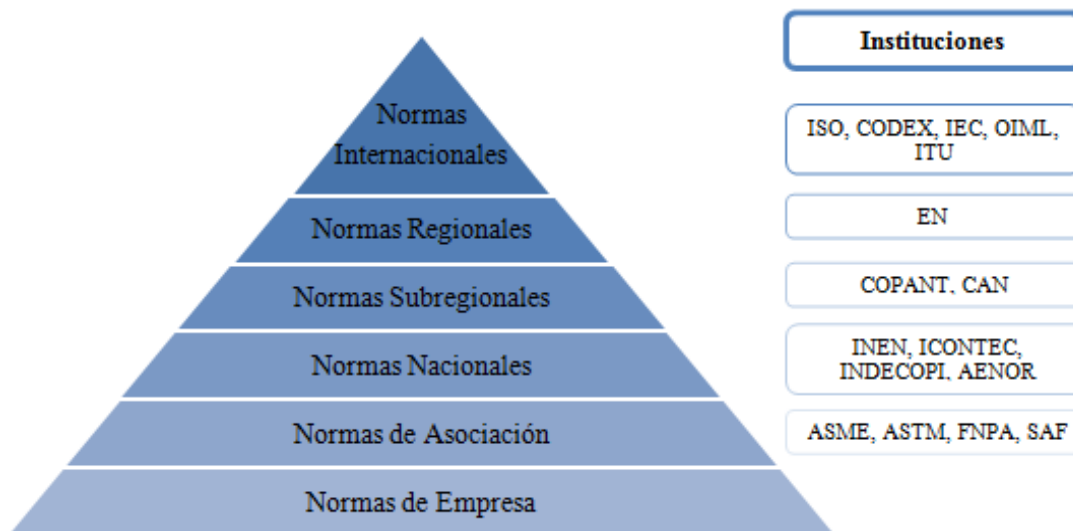 Instituciones
Normas
Internacionales
ISO, CODEX, IEC, OIML,
ITU
Normas Regionales
EN
Normas Subregionales
COPANT, CAN
Normas Nacionales
INEN, ICONTEC,
INDECOPI, AENOR
Normas de Asociación
ASME, ASTM, FNPA, SAF
Normas de Empresa